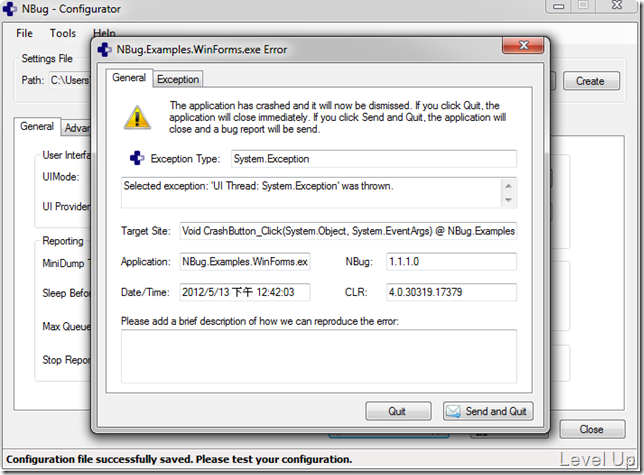 NBug - Configurator
File Tools Help
Settings File
Path: C:\Users
Create
General Advan
User Interfa
UIMode:
UI Provider
Reporting
MiniDump T
Sleep Befor
Max Queue
Stop Repor
NBug.Examples.WinForms.exe Error
General Exception
The application has crashed and it will now be dismissed. If you click Quit, the
application will close immediately. If you click Send and Quit, the application will
close and a bug report will be send.
Exception Type: System.Exception
Selected exception: 'UI Thread: System.Exception' was thrown.
Target Site: Void CrashButton_Click(System.Object, System.EventArgs) @ NBug.Examples
Application: NBug.Examples.WinForms.ex NBug: 1.1.1.0
Date/Time: 2012/5/13 下午 12:42:03 CLR: 4.0.30319.17379
Please add a brief description of how we can reproduce the error:
Quit Send and Quit
Close
Configuration file successfully saved. Please test your configuration.
Level Up